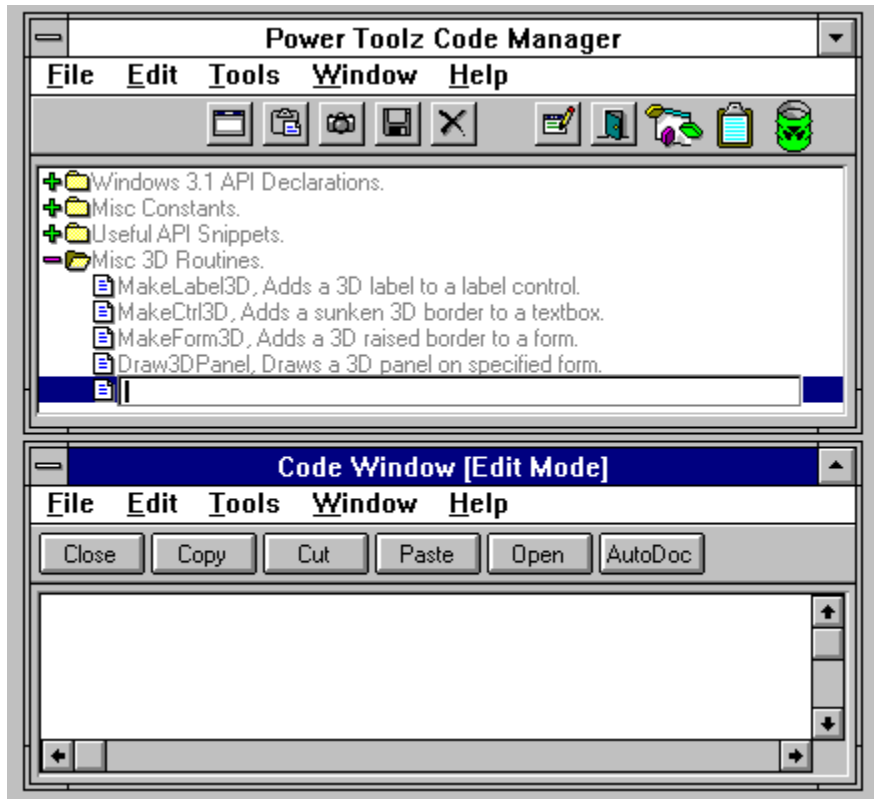 Power Toolz Code Manager
File Edit Tools Window Help
Windows 3.1 API Declarations.
Misc Constants.
Useful API Snippets.
Misc 3D Routines.
MakeLabel3D, Adds a 3D label to a label control.
MakeCtrl3D, Adds a sunken 3D border to a textbox.
MakeForm3D, Adds a 3D raised border to a form.
Draw3DPanel, Draws a 3D panel on specified form.
Code Window [Edit Mode]
File Edit Tools Window Help
Close Copy Cut Paste Open AutoDoc